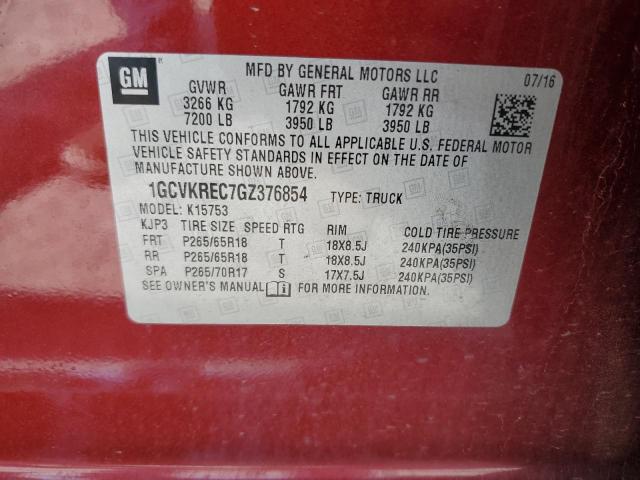 GM
MFD BY GENERAL MOTORS LLC 07/16
GVWR GAWR FRT GAWR RR
3266 KG 1792 KG 1792 KG
7200 LB 3950 LB 3950 LB
THIS VEHICLE CONFORMS TO ALL APPLICABLE U.S. FEDERAL MOTOR
VEHICLE SAFETY STANDARDS IN EFFECT ON THE DATE OF
MANUFACTURE SHOWN ABOVE.
1GCVKREC7GZ376854 TYPE: TRUCK
MODEL: K15753
KJP3 TIRE SIZE SPEED RTG RIM COLD TIRE PRESSURE
FRT P265/65R18 T 18X8.5J 240KPA(35PSI)
RR P265/65R18 T 18X8.5J 240KPA(35PSI)
SPA P265/70R17 S 17X7.5J 240KPA(35PSI)
SEE OWNER'S MANUAL FOR MORE INFORMATION.